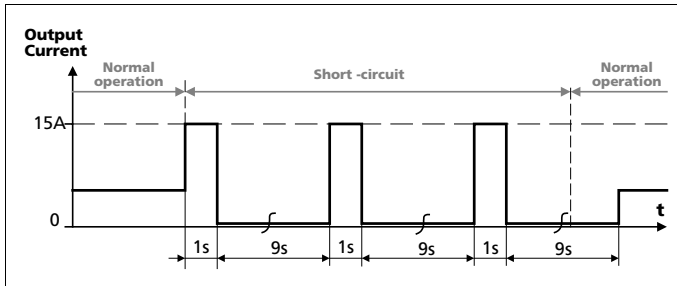 Output
Current
Normal
operation
Short -circuit
Normal
operation
15A
0
t
1s
9s
1s
9s
1s
9s